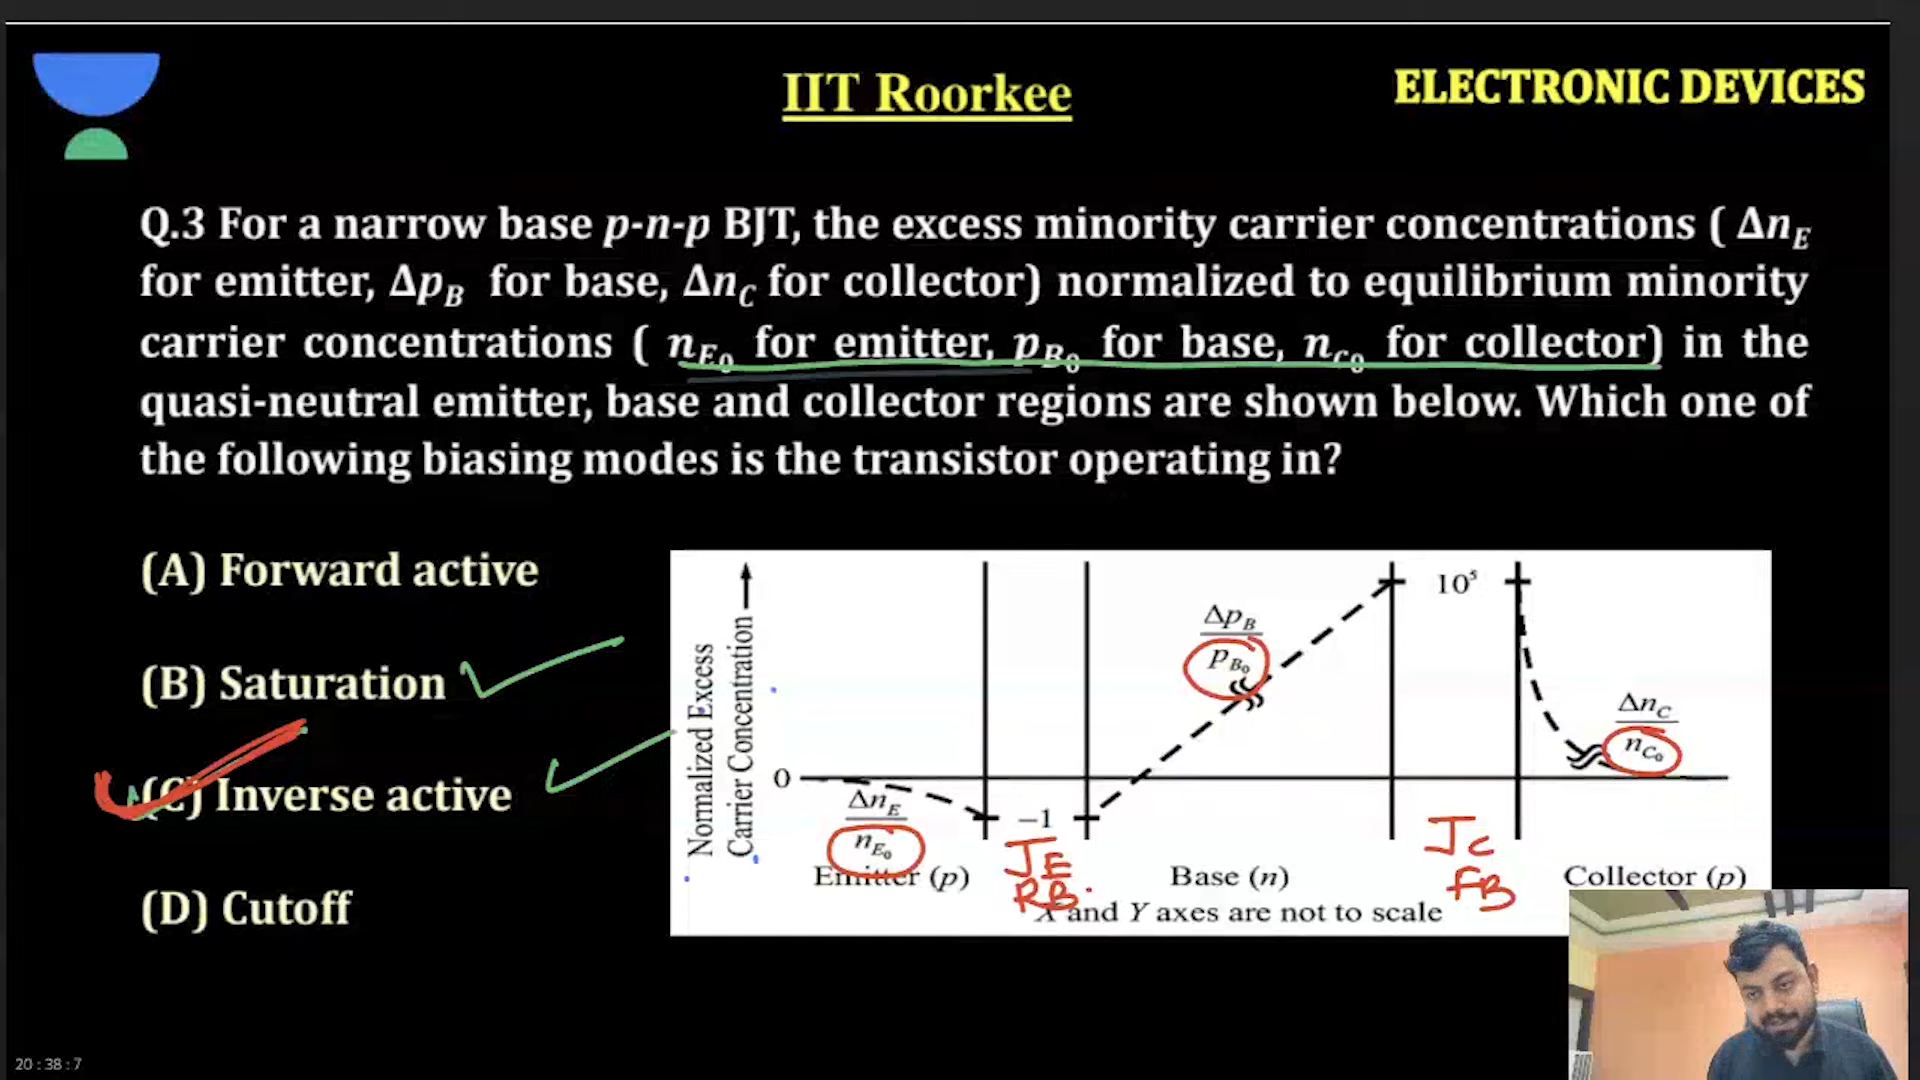 IIT Roorkee
ELECTRONIC DEVICES
Q.3 For a narrow base p-n-p BJT, the excess minority carrier concentrations ( Δn_E
for emitter, Δp_B for base, Δn_C for collector) normalized to equilibrium minority
carrier concentrations ( n_E₀ for emitter, p_B₀ for base, n_C₀ for collector) in the
quasi-neutral emitter, base and collector regions are shown below. Which one of
the following biasing modes is the transistor operating in?
(A) Forward active
(B) Saturation
(C) Inverse active
(D) Cutoff
Normalized Excess
Carrier Concentration
10⁵
Δp_B
p_B₀
Δn_C
n_C₀
0
Δn_E
n_E₀
−1
J_E
RB
J_C
FB
Emitter (p)
Base (n)
Collector (p)
X and Y axes are not to scale
20 : 38 : 7